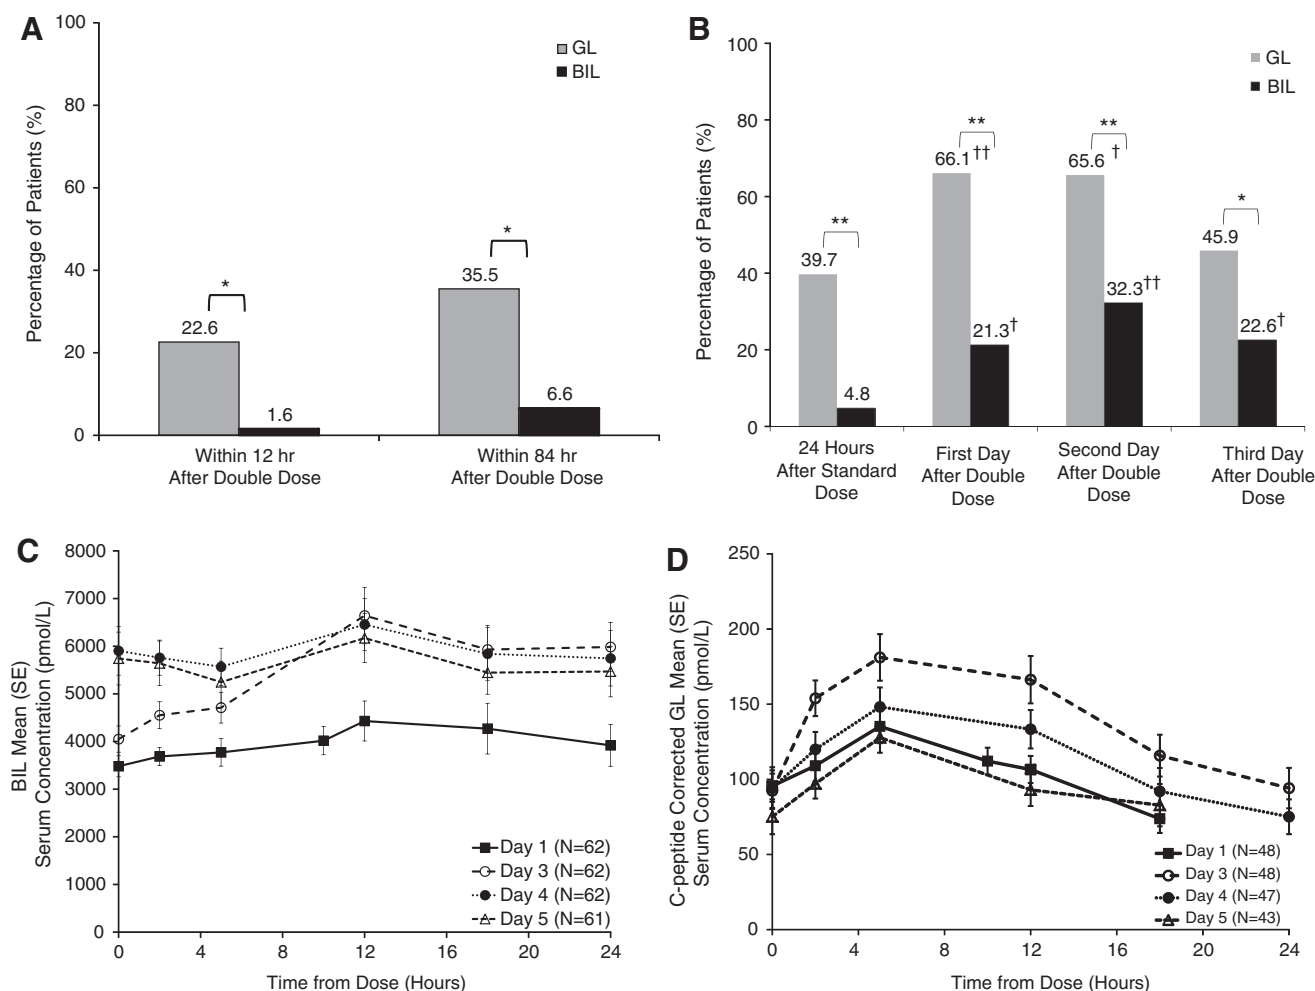 A
100
80
60
40
20
0
Percentage of Patients (%)
GL
BIL
*
22.6
1.6
*
35.5
6.6
Within 12 hr
After Double Dose
Within 84 hr
After Double Dose
B
100
80
60
40
20
0
Percentage of Patients (%)
GL
BIL
**
39.7
4.8
**
66.1 ††
21.3†
**
65.6 †
32.3††
*
45.9
22.6†
24 Hours
After Standard
Dose
First Day
After Double
Dose
Second Day
After Double
Dose
Third Day
After Double
Dose
C
8000
7000
6000
5000
4000
3000
2000
1000
0
BIL Mean (SE)
Serum Concentration (pmol/L)
Day 1 (N=62)
Day 3 (N=62)
Day 4 (N=62)
Day 5 (N=61)
0 4 8 12 16 20 24
Time from Dose (Hours)
D
250
200
150
100
50
0
C-peptide Corrected GL Mean (SE)
Serum Concentration (pmol/L)
Day 1 (N=48)
Day 3 (N=48)
Day 4 (N=47)
Day 5 (N=43)
0 4 8 12 16 20 24
Time from Dose (Hours)